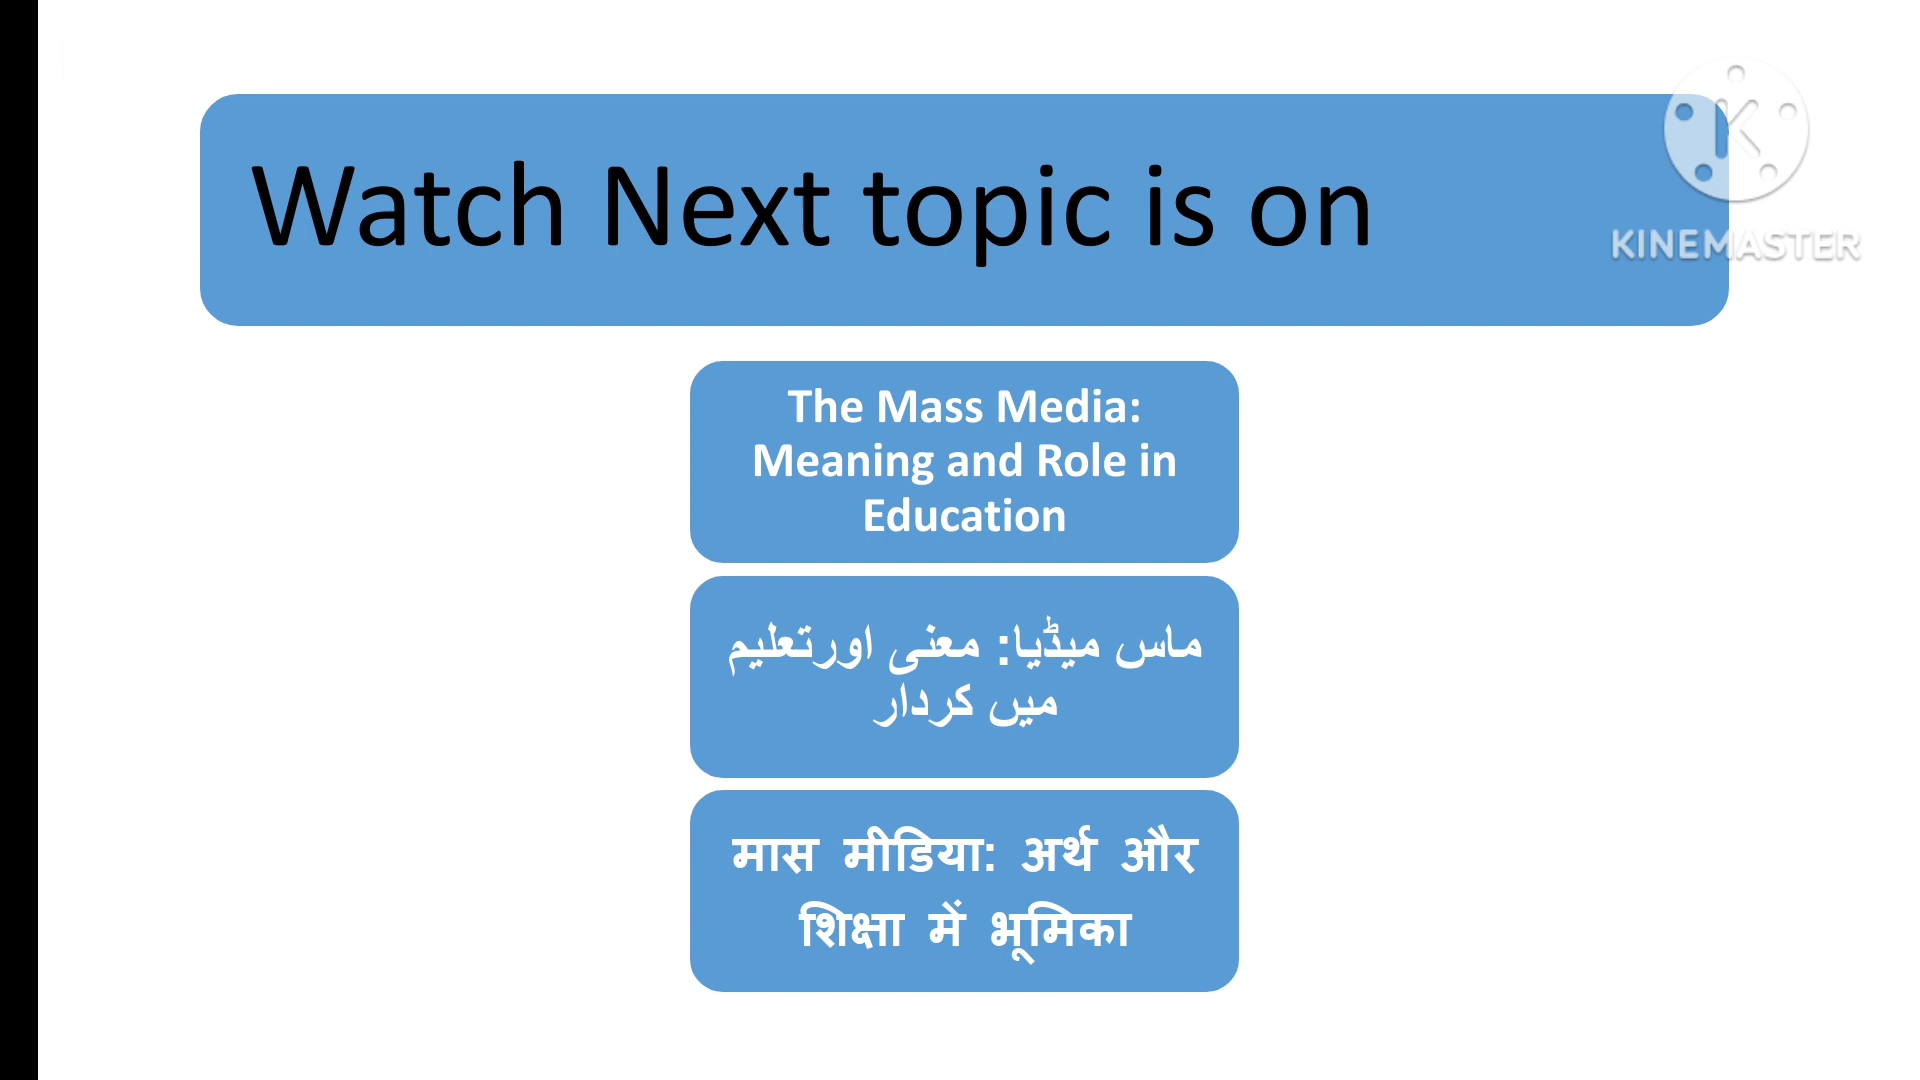 Watch Next topic is on
KINEMASTER
The Mass Media:
Meaning and Role in
Education
ماس میڈیا: معنی اورتعلیم
میں کردار
मास मीडिया: अर्थ और
शिक्षा में भूमिका